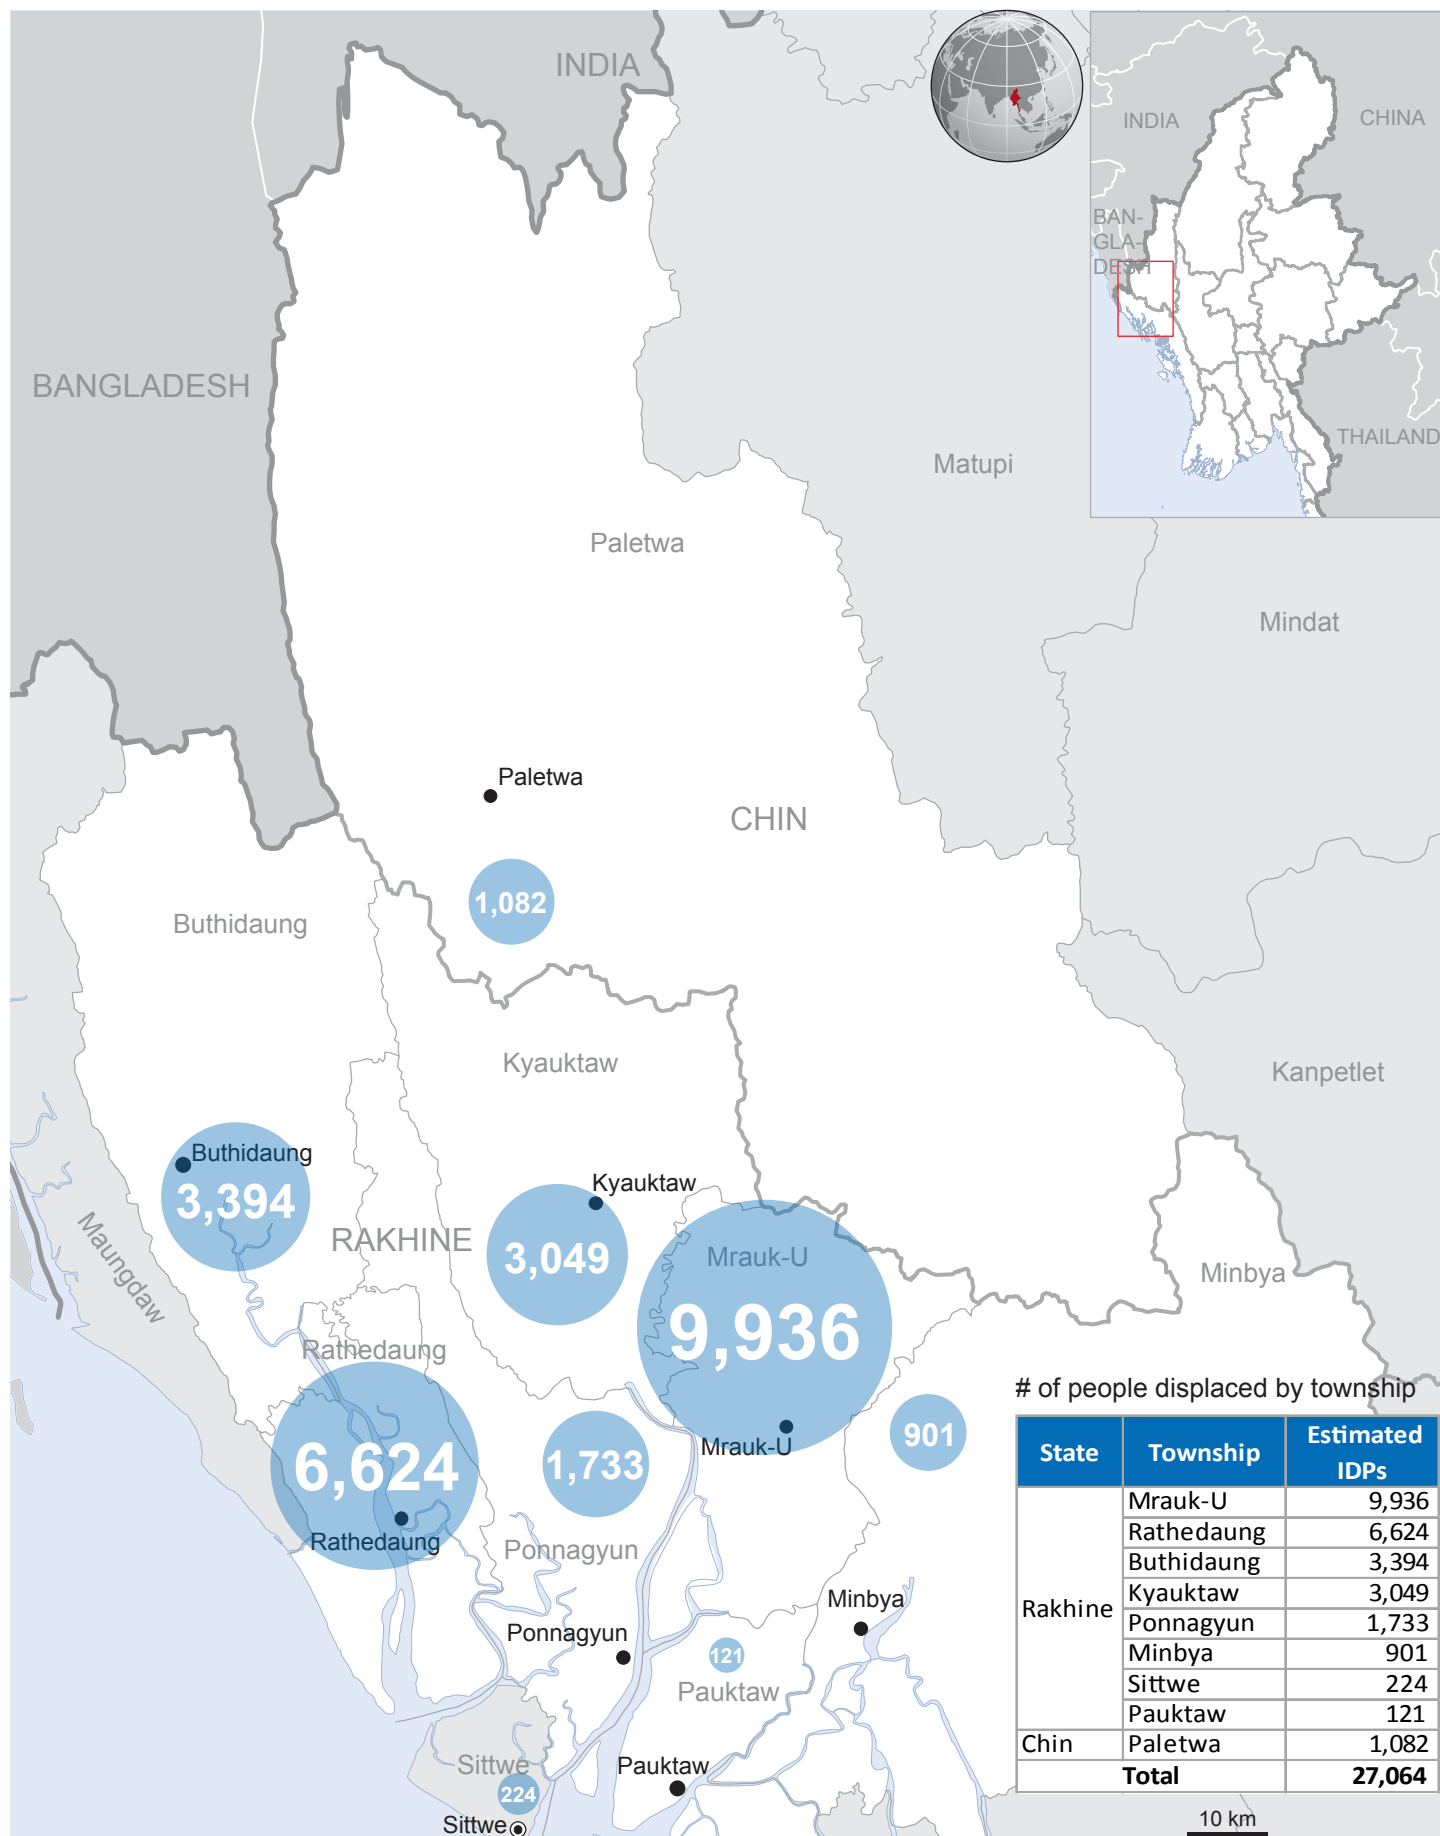 INDIA
INDIA
CHINA
BAN-
GLA-
DESH
THAILAND
BANGLADESH
Matupi
Paletwa
Mindat
Paletwa
CHIN
1,082
Buthidaung
Kyauktaw
Kanpetlet
Buthidaung
3,394
Kyauktaw
RAKHINE
3,049
Mrauk-U
Maungdaw
Minbya
9,936
Rathedaung
# of people displaced by township
901
Mrauk-U
6,624
1,733
Rathedaung
Ponnagyun
Minbya
Ponnagyun
121
Pauktaw
Sittwe
Pauktaw
224
Sittwe
State Township Estimated
IDPs
Rakhine
Mrauk-U 9,936
Rathedaung 6,624
Buthidaung 3,394
Kyauktaw 3,049
Ponnagyun 1,733
Minbya 901
Sittwe 224
Pauktaw 121
Chin Paletwa 1,082
Total 27,064
10 km